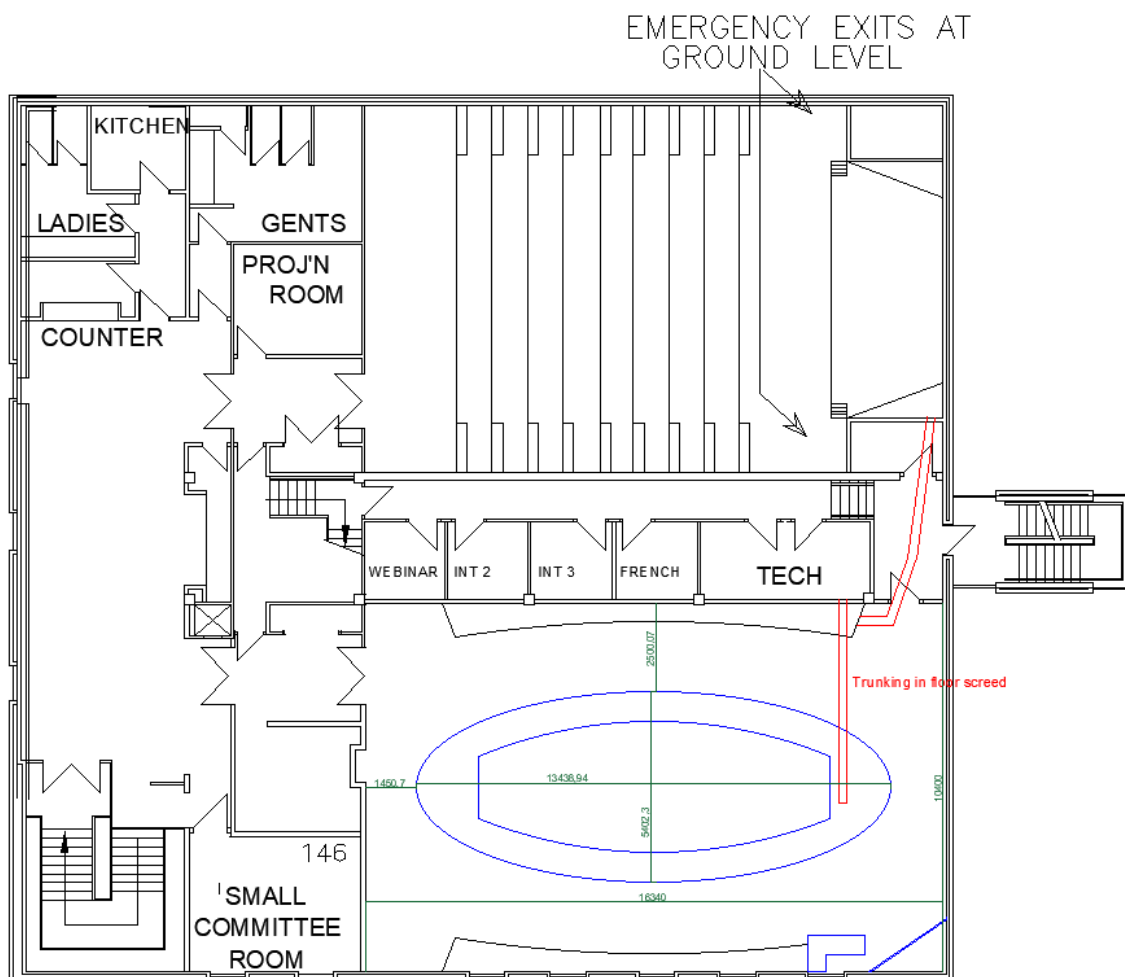 EMERGENCY EXITS AT
GROUND LEVEL
KITCHEN
LADIES
GENTS
PROJ'N
ROOM
COUNTER
WEBINAR
INT 2
INT 3
FRENCH
TECH
2500,07
Trunking in floor screed
1450,7
13436,94
5402,3
10400
16340
146
SMALL
COMMITTEE
ROOM